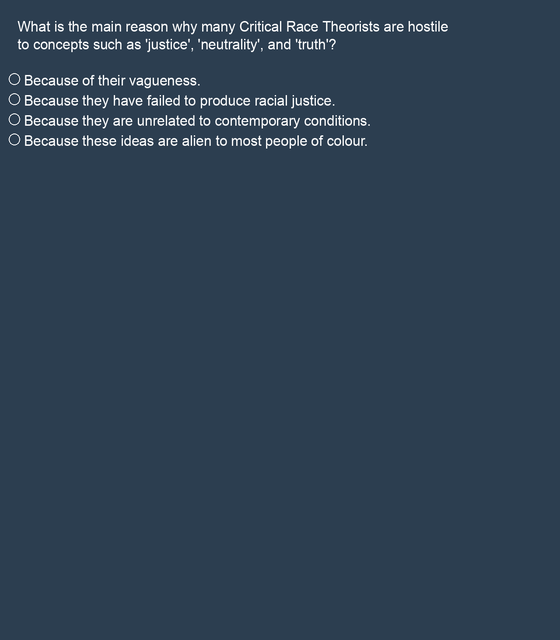 What is the main reason why many Critical Race Theorists are hostile
to concepts such as 'justice', 'neutrality', and 'truth'?
Because of their vagueness.
Because they have failed to produce racial justice.
Because they are unrelated to contemporary conditions.
Because these ideas are alien to most people of colour.